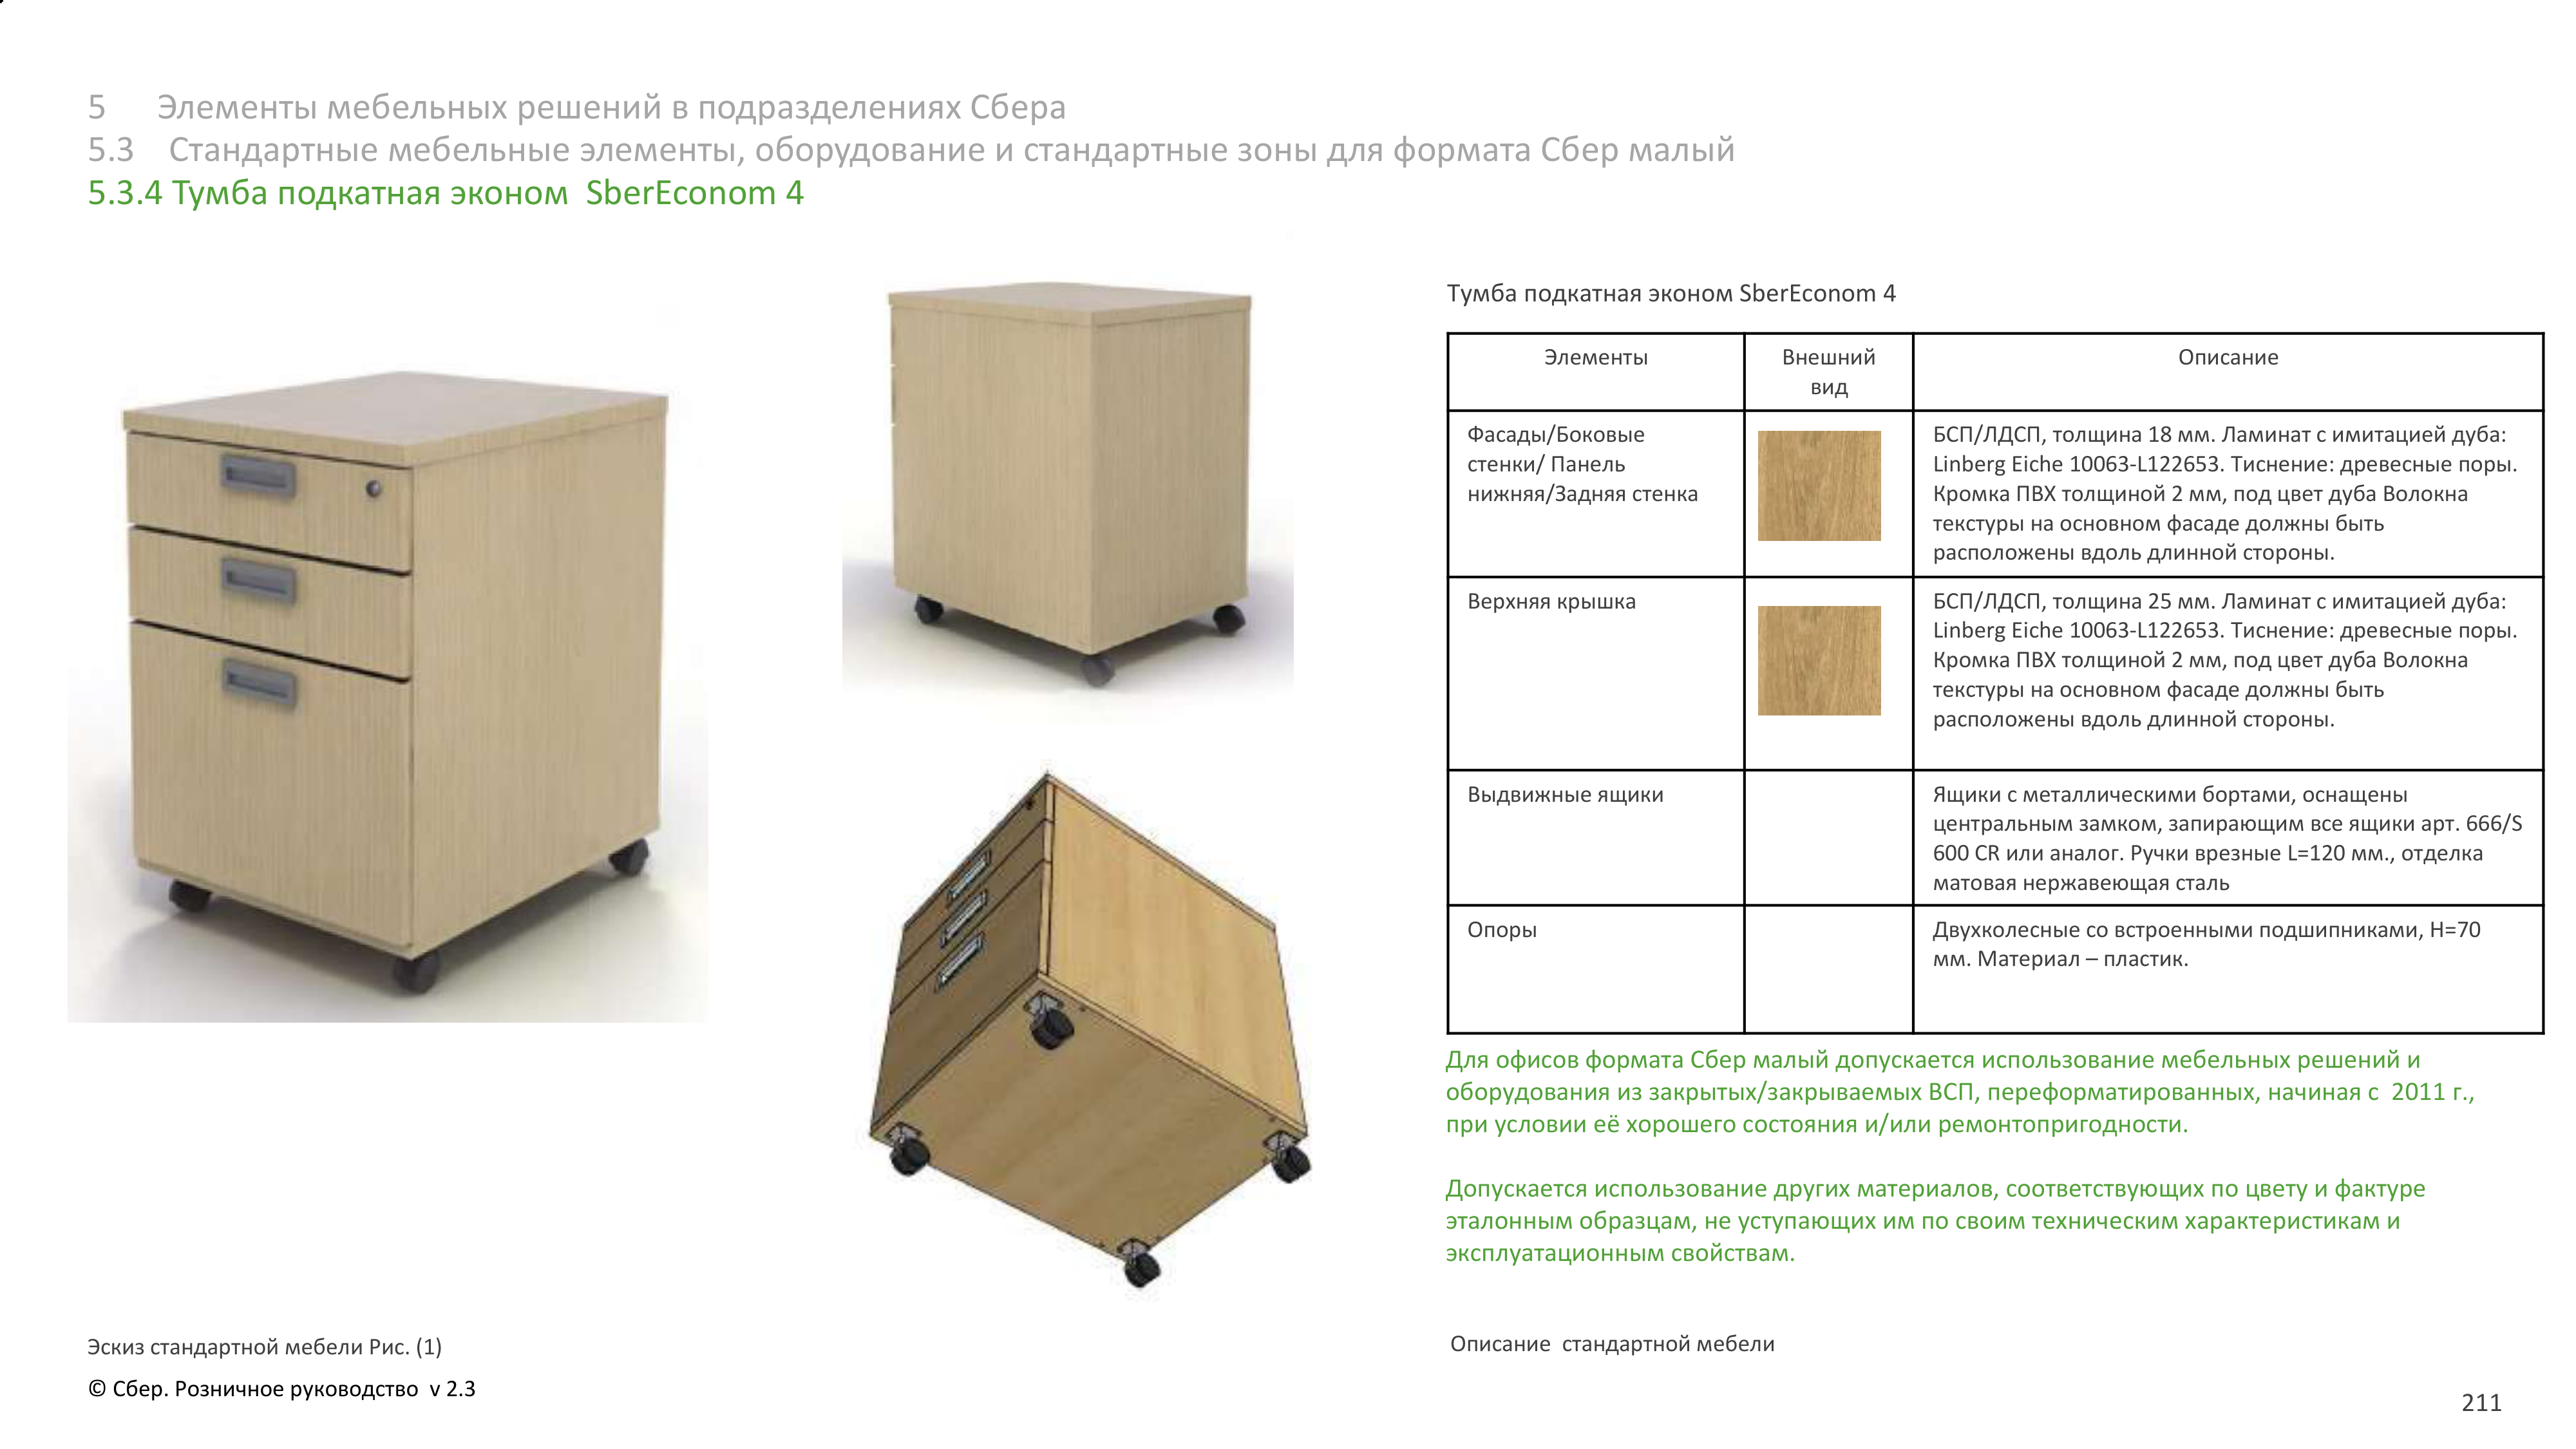 5 Элементы мебельных решений в подразделениях Сбера
5.3 Стандартные мебельные элементы, оборудование и стандартные зоны для формата Сбер малый
5.3.4 Тумба подкатная эконом SberEconom 4
Тумба подкатная эконом SberEconom 4
Элементы
Внешний
вид
Описание
Фасады/Боковые
стенки/ Панель
нижняя/Задняя стенка
БСП/ЛДСП, толщина 18 мм. Ламинат с имитацией дуба:
Linberg Eiche 10063-L122653. Тиснение: древесные поры.
Кромка ПВХ толщиной 2 мм, под цвет дуба Волокна
текстуры на основном фасаде должны быть
расположены вдоль длинной стороны.
Верхняя крышка
БСП/ЛДСП, толщина 25 мм. Ламинат с имитацией дуба:
Linberg Eiche 10063-L122653. Тиснение: древесные поры.
Кромка ПВХ толщиной 2 мм, под цвет дуба Волокна
текстуры на основном фасаде должны быть
расположены вдоль длинной стороны.
Выдвижные ящики
Ящики с металлическими бортами, оснащены
центральным замком, запирающим все ящики арт. 666/S
600 CR или аналог. Ручки врезные L=120 мм., отделка
матовая нержавеющая сталь
Опоры
Двухколесные со встроенными подшипниками, H=70
мм. Материал – пластик.
Для офисов формата Сбер малый допускается использование мебельных решений и
оборудования из закрытых/закрываемых ВСП, переформатированных, начиная с 2011 г.,
при условии её хорошего состояния и/или ремонтопригодности.
Допускается использование других материалов, соответствующих по цвету и фактуре
эталонным образцам, не уступающих им по своим техническим характеристикам и
эксплуатационным свойствам.
Эскиз стандартной мебели Рис. (1)
Описание стандартной мебели
© Сбер. Розничное руководство v 2.3
211